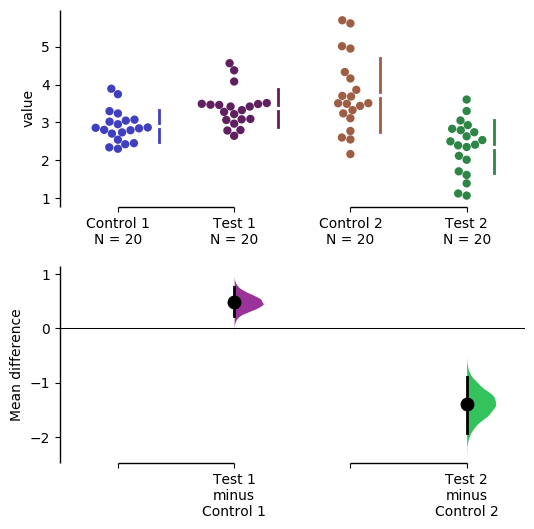 5
4
3
2
1
value
Control 1 Test 1 Control 2 Test 2
N = 20 N = 20 N = 20 N = 20
1
0
−1
−2
Mean difference
Test 1 Test 2
minus minus
Control 1 Control 2